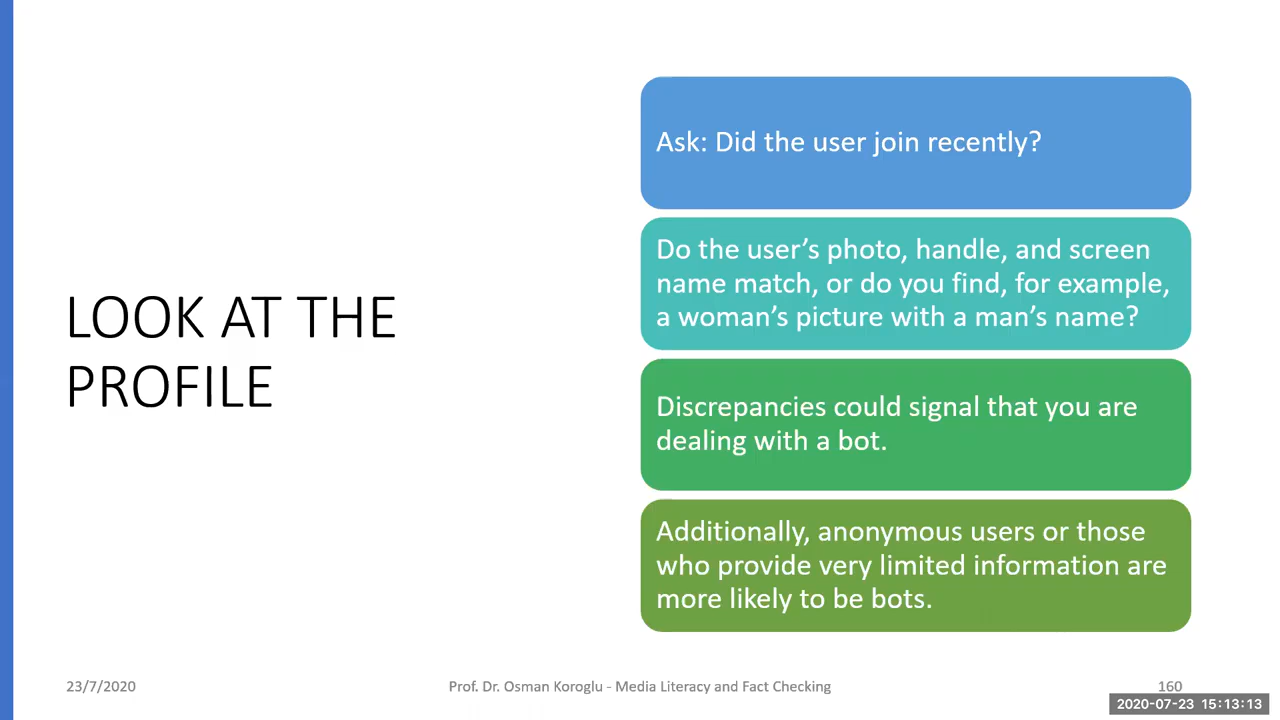 LOOK AT THE
PROFILE
Ask: Did the user join recently?
Do the user’s photo, handle, and screen
name match, or do you find, for example,
a woman’s picture with a man’s name?
Discrepancies could signal that you are
dealing with a bot.
Additionally, anonymous users or those
who provide very limited information are
more likely to be bots.
23/7/2020
Prof. Dr. Osman Koroglu - Media Literacy and Fact Checking
160
2020-07-23 15:13:13